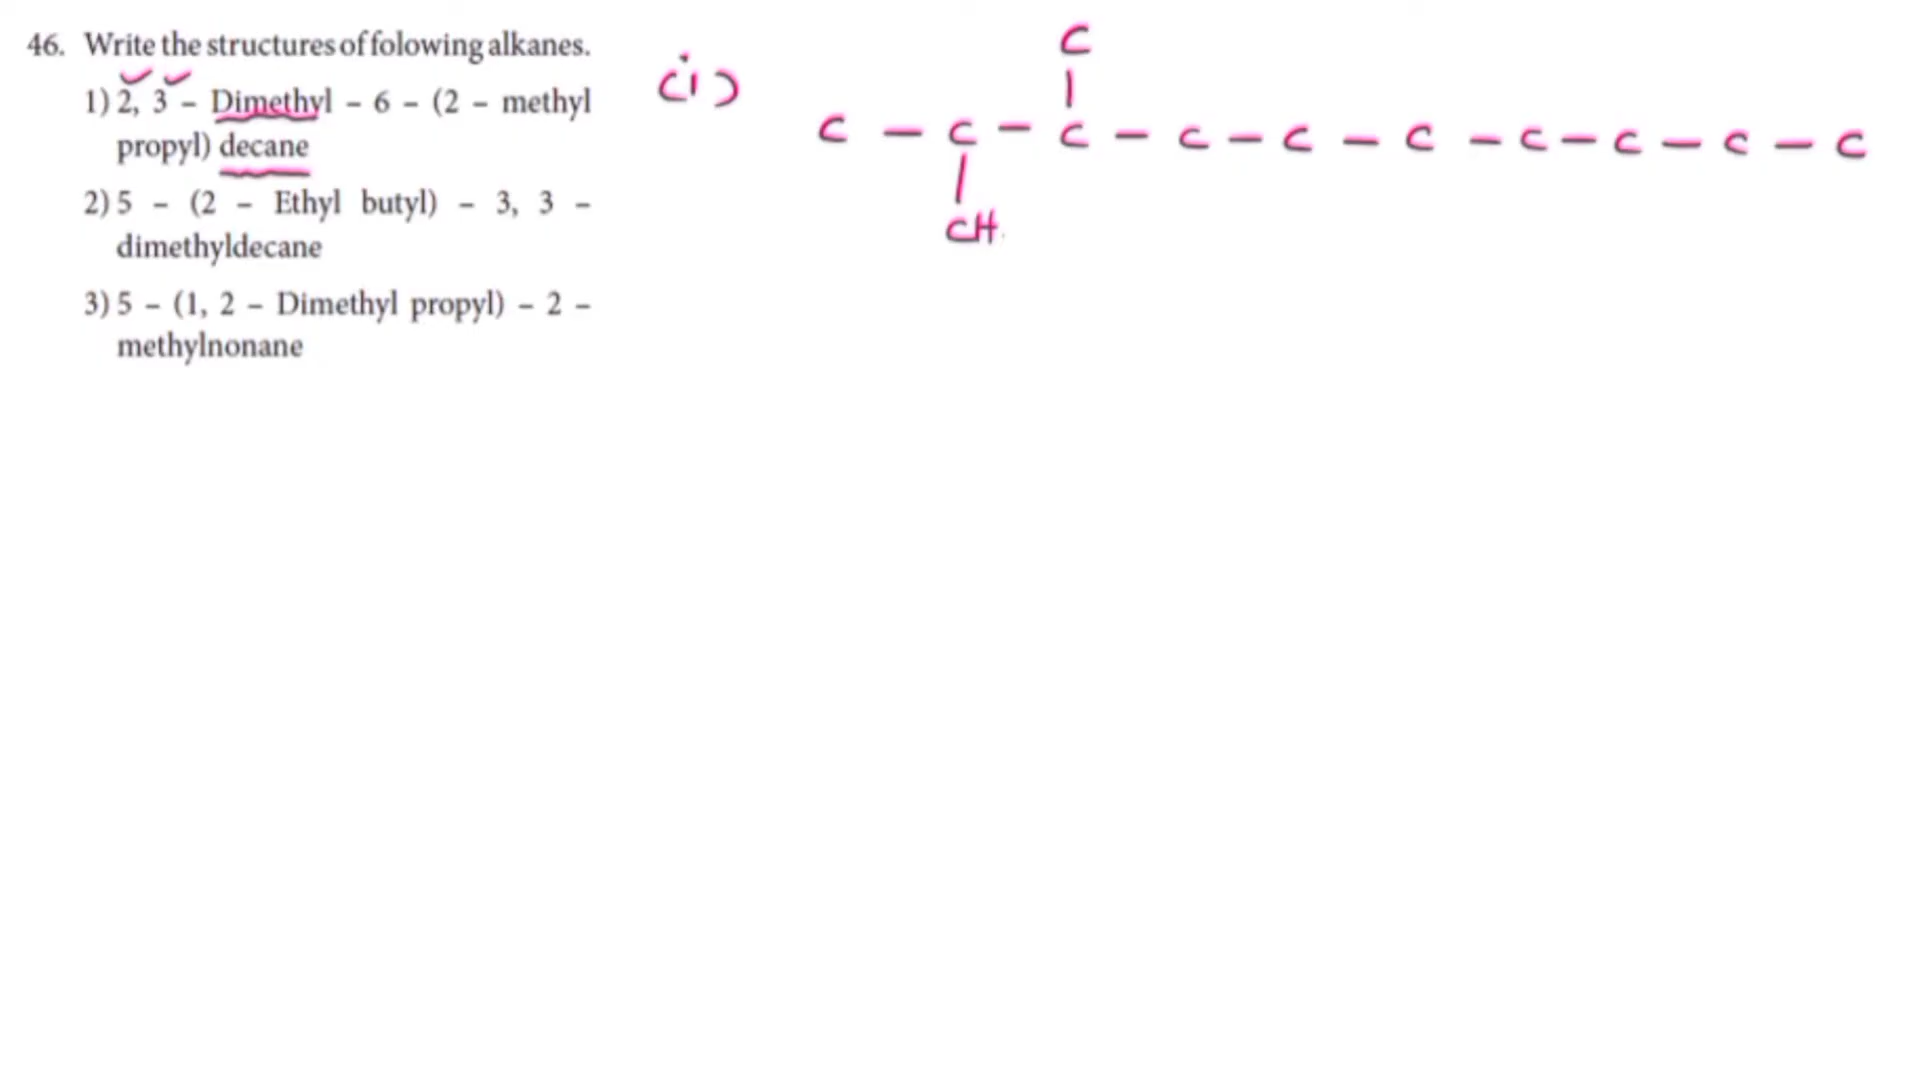 46. Write the structures of folowing alkanes.
1) 2, 3 – Dimethyl – 6 – (2 – methyl
propyl) decane
2) 5 – (2 – Ethyl butyl) – 3, 3 –
dimethyldecane
3) 5 – (1, 2 – Dimethyl propyl) – 2 –
methylnonane
(i)
C
|
C – C – C – C – C – C – C – C – C – C
|
CH